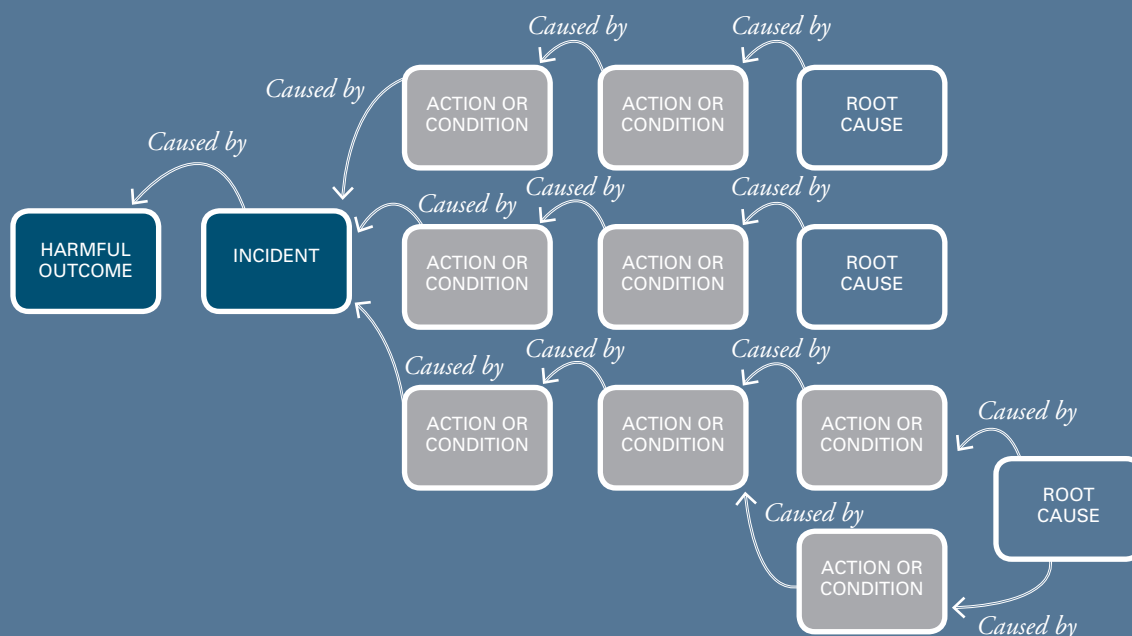 Caused by
Caused by
Caused by
ACTION OR
CONDITION
ACTION OR
CONDITION
ROOT
CAUSE
Caused by
HARMFUL
OUTCOME
INCIDENT
Caused by
Caused by
Caused by
ACTION OR
CONDITION
ACTION OR
CONDITION
ROOT
CAUSE
Caused by
Caused by
Caused by
ACTION OR
CONDITION
ACTION OR
CONDITION
ACTION OR
CONDITION
Caused by
ROOT
CAUSE
Caused by
ACTION OR
CONDITION
Caused by